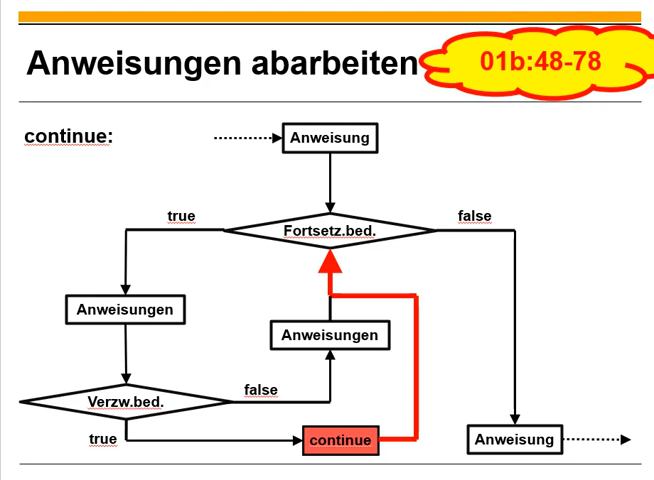 Anweisungen abarbeiten
01b:48-78
continue:
Anweisung
true
false
Fortsetz.bed.
Anweisungen
Anweisungen
false
Verzw.bed.
true
continue
Anweisung